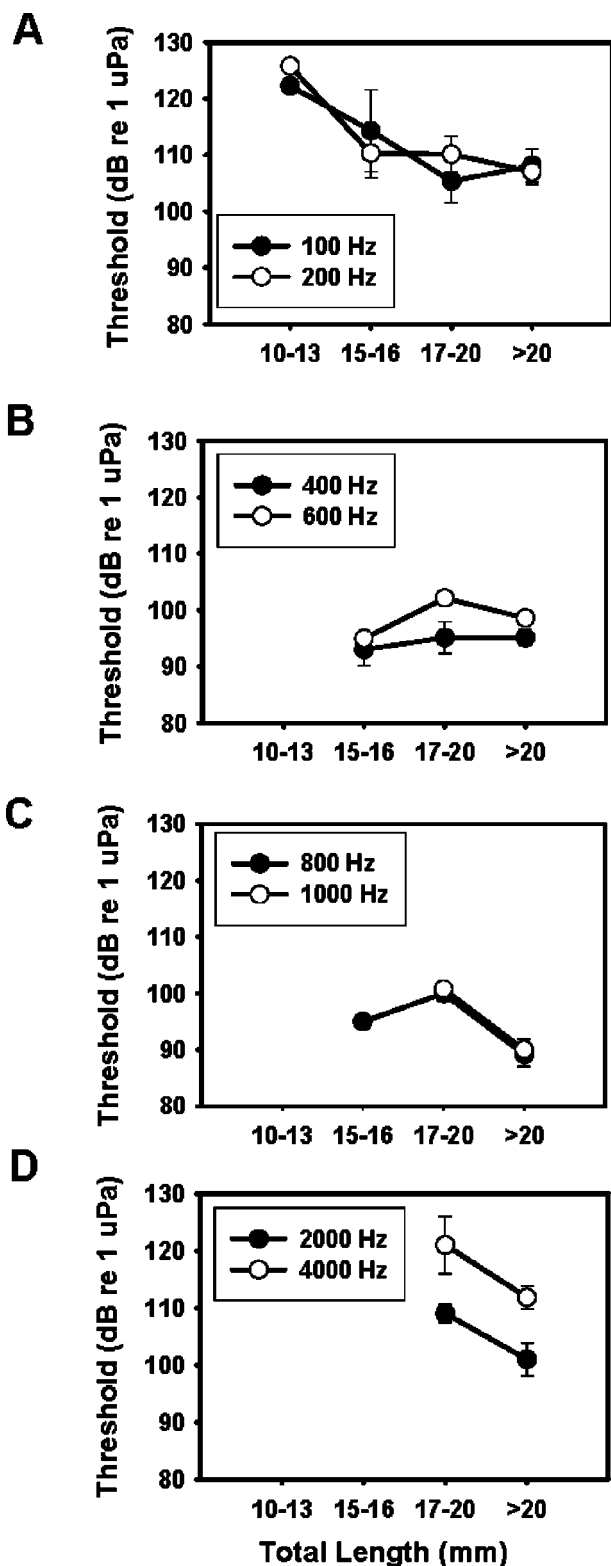 A
Threshold (dB re 1 uPa)
130
120
110
100
90
80
100 Hz
200 Hz
10-13 15-16 17-20 >20
B
Threshold (dB re 1 uPa)
130
120
110
100
90
80
400 Hz
600 Hz
10-13 15-16 17-20 >20
C
Threshold (dB re 1 uPa)
130
120
110
100
90
80
800 Hz
1000 Hz
10-13 15-16 17-20 >20
D
Threshold (dB re 1 uPa)
130
120
110
100
90
80
2000 Hz
4000 Hz
10-13 15-16 17-20 >20
Total Length (mm)